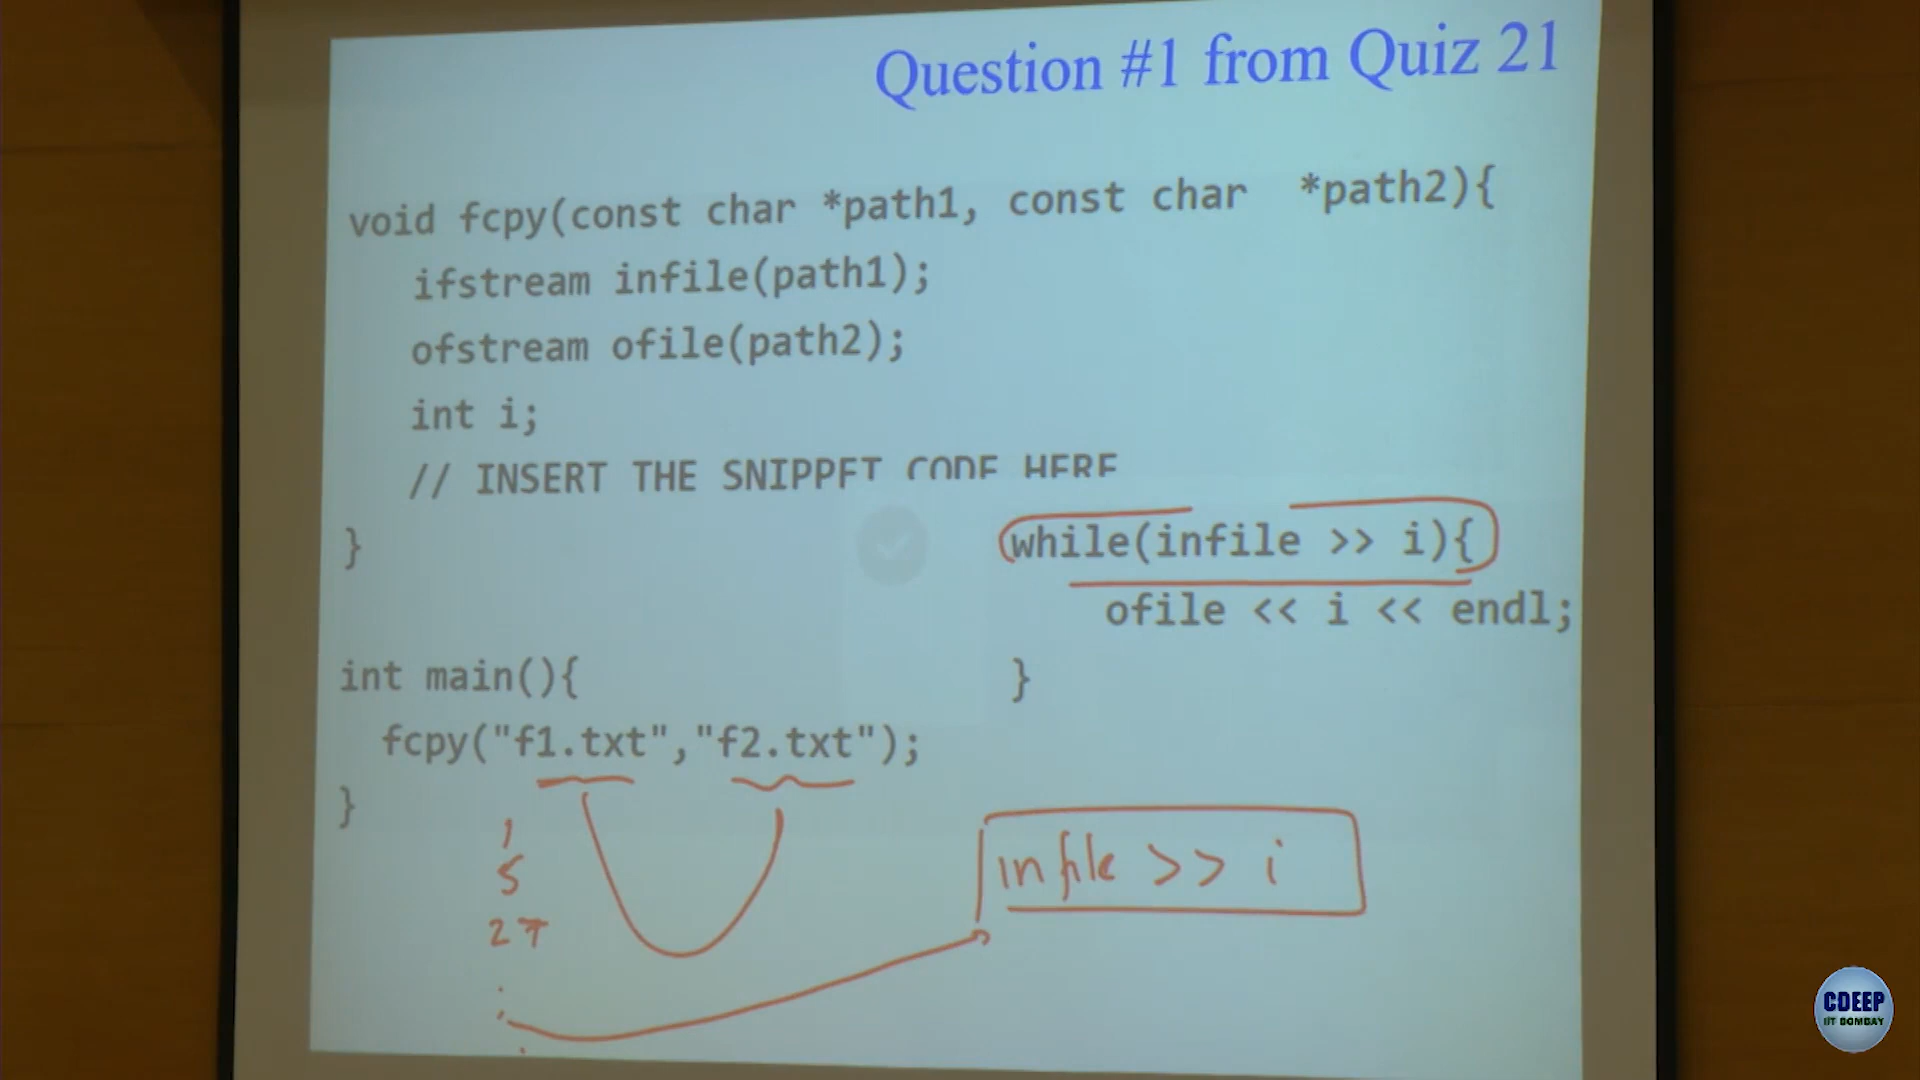 Question #1 from Quiz 21
void fcpy(const char *path1, const char *path2){
ifstream infile(path1);
ofstream ofile(path2);
int i;
// INSERT THE SNIPPET CODE HERE
}
while(infile >> i){
ofile << i << endl;
}
int main(){
fcpy("f1.txt","f2.txt");
}
1
5
27
.
.
.
infile >> i
CDEEP
IIT BOMBAY